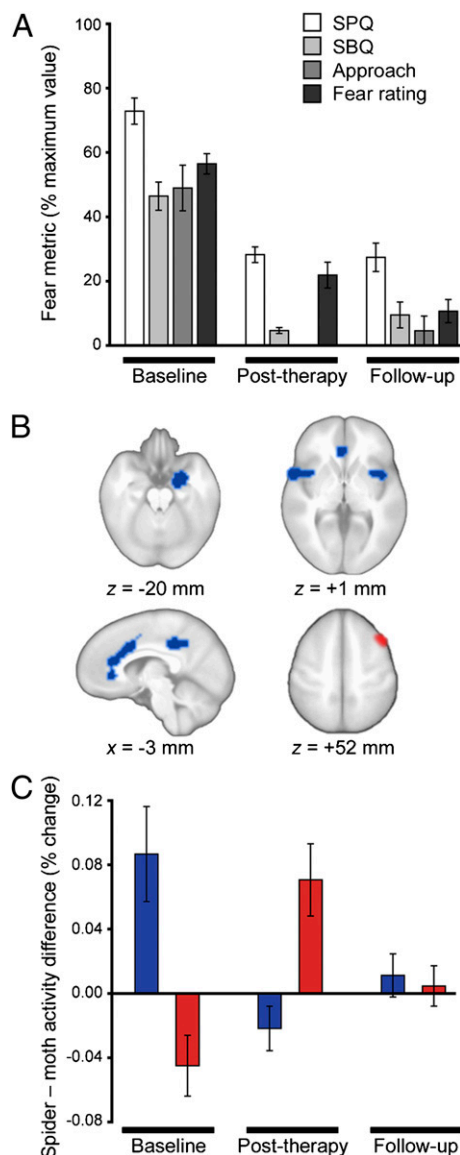 A
SPQ
SBQ
Approach
Fear rating
Fear metric (% maximum value)
100
80
60
40
20
0
Baseline
Post-therapy
Follow-up
B
z = -20 mm
z = +1 mm
x = -3 mm
z = +52 mm
C
Spider – moth activity difference (% change)
0.12
0.08
0.04
0.00
-0.04
-0.08
Baseline
Post-therapy
Follow-up